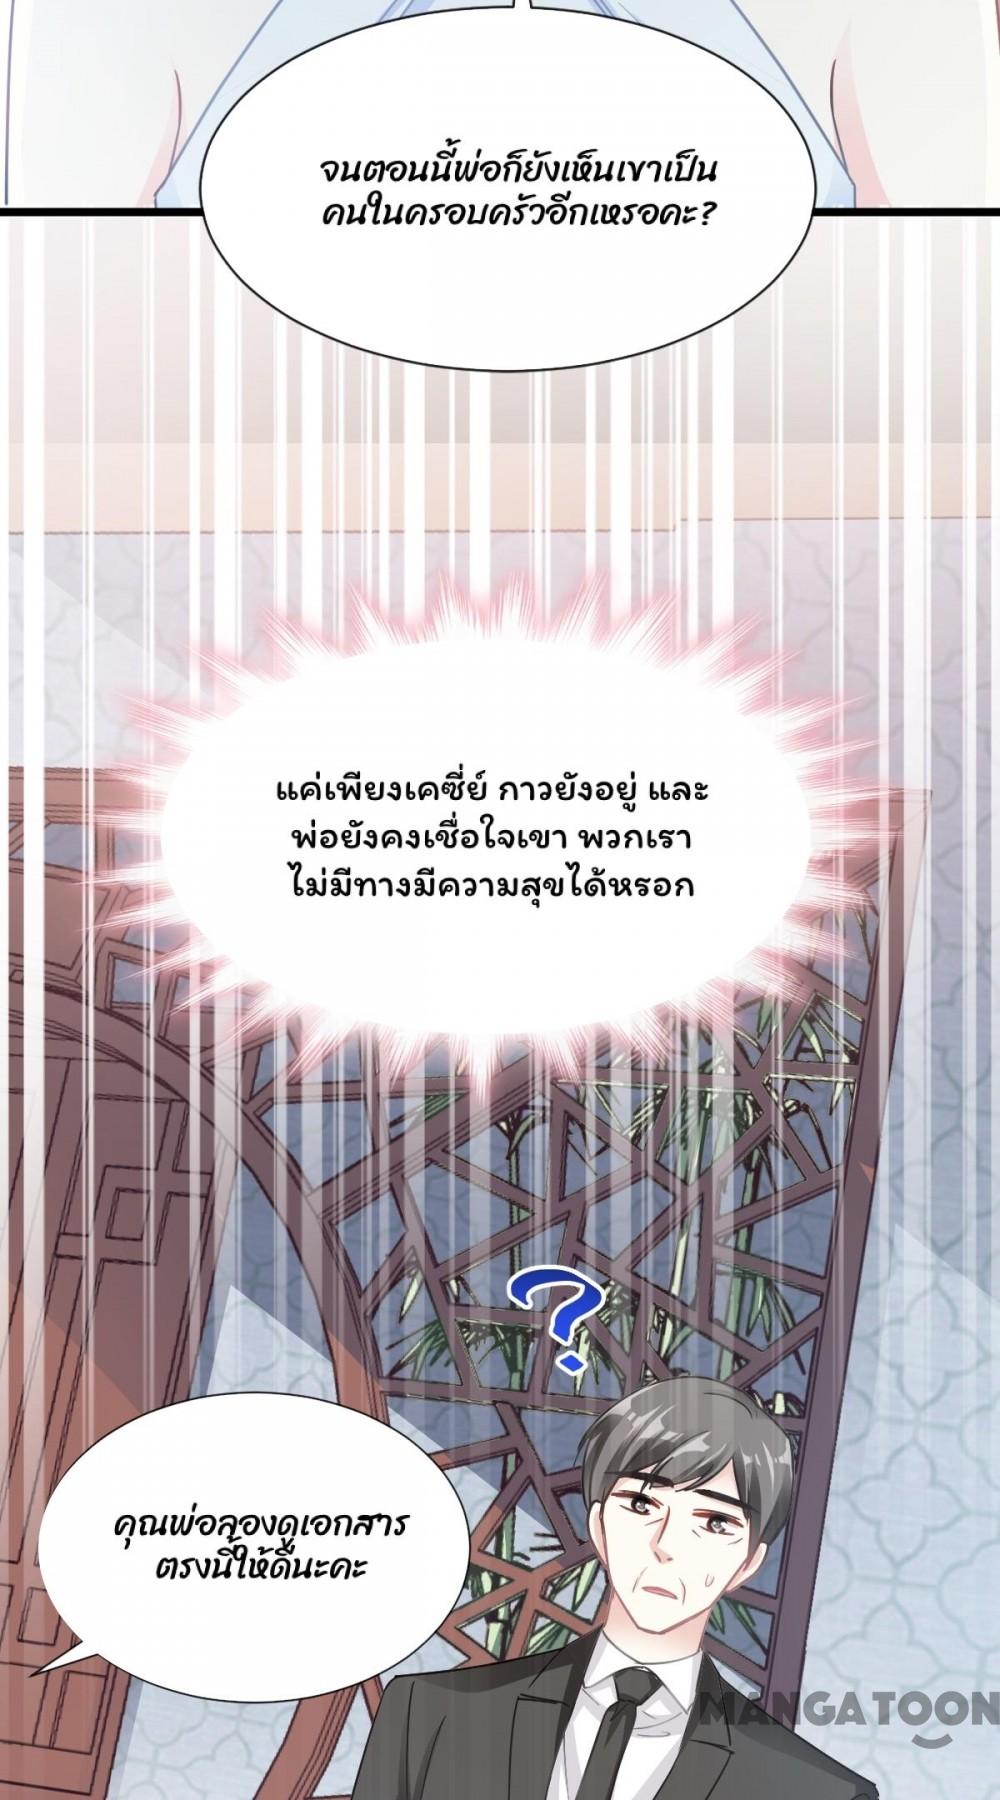 จนตอนนี้พ่อก็ยังเห็นเขาเป็น
คนในครอบครัวอีกเหรอคะ?
แค่เพียงเคซี่ย์ กาวยังอยู่ และ
พ่อยังคงเชื่อใจเขา พวกเรา
ไม่มีทางมีความสุขได้หรอก
?
คุณพ่อลองดูเอกสาร
ตรงนี้ให้ดีนะคะ
MANGATOON